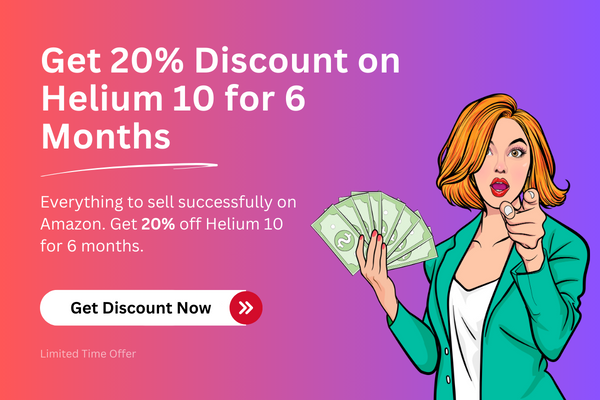 Get 20% Discount on
Helium 10 for 6
Months
Everything to sell successfully on
Amazon. Get 20% off Helium 10
for 6 months.
Get Discount Now
Limited Time Offer